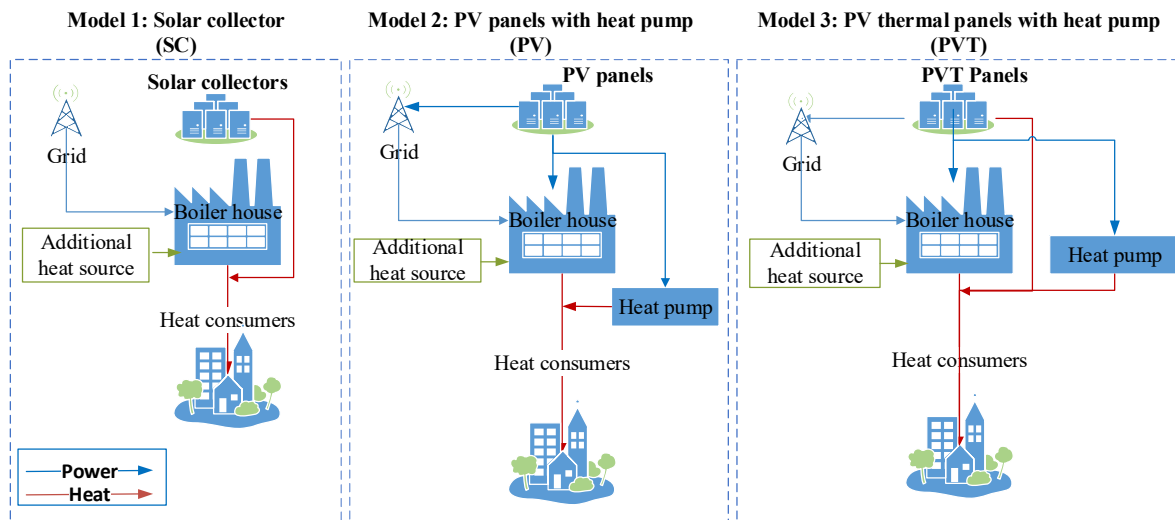 Model 1: Solar collector
(SC)
Solar collectors
Grid
Boiler house
Additional
heat source
Heat consumers
Power
Heat
Model 2: PV panels with heat pump
(PV)
PV panels
Grid
Boiler house
Additional
heat source
Heat pump
Heat consumers
Model 3: PV thermal panels with heat pump
(PVT)
PVT Panels
Grid
Boiler house
Additional
heat source
Heat pump
Heat consumers